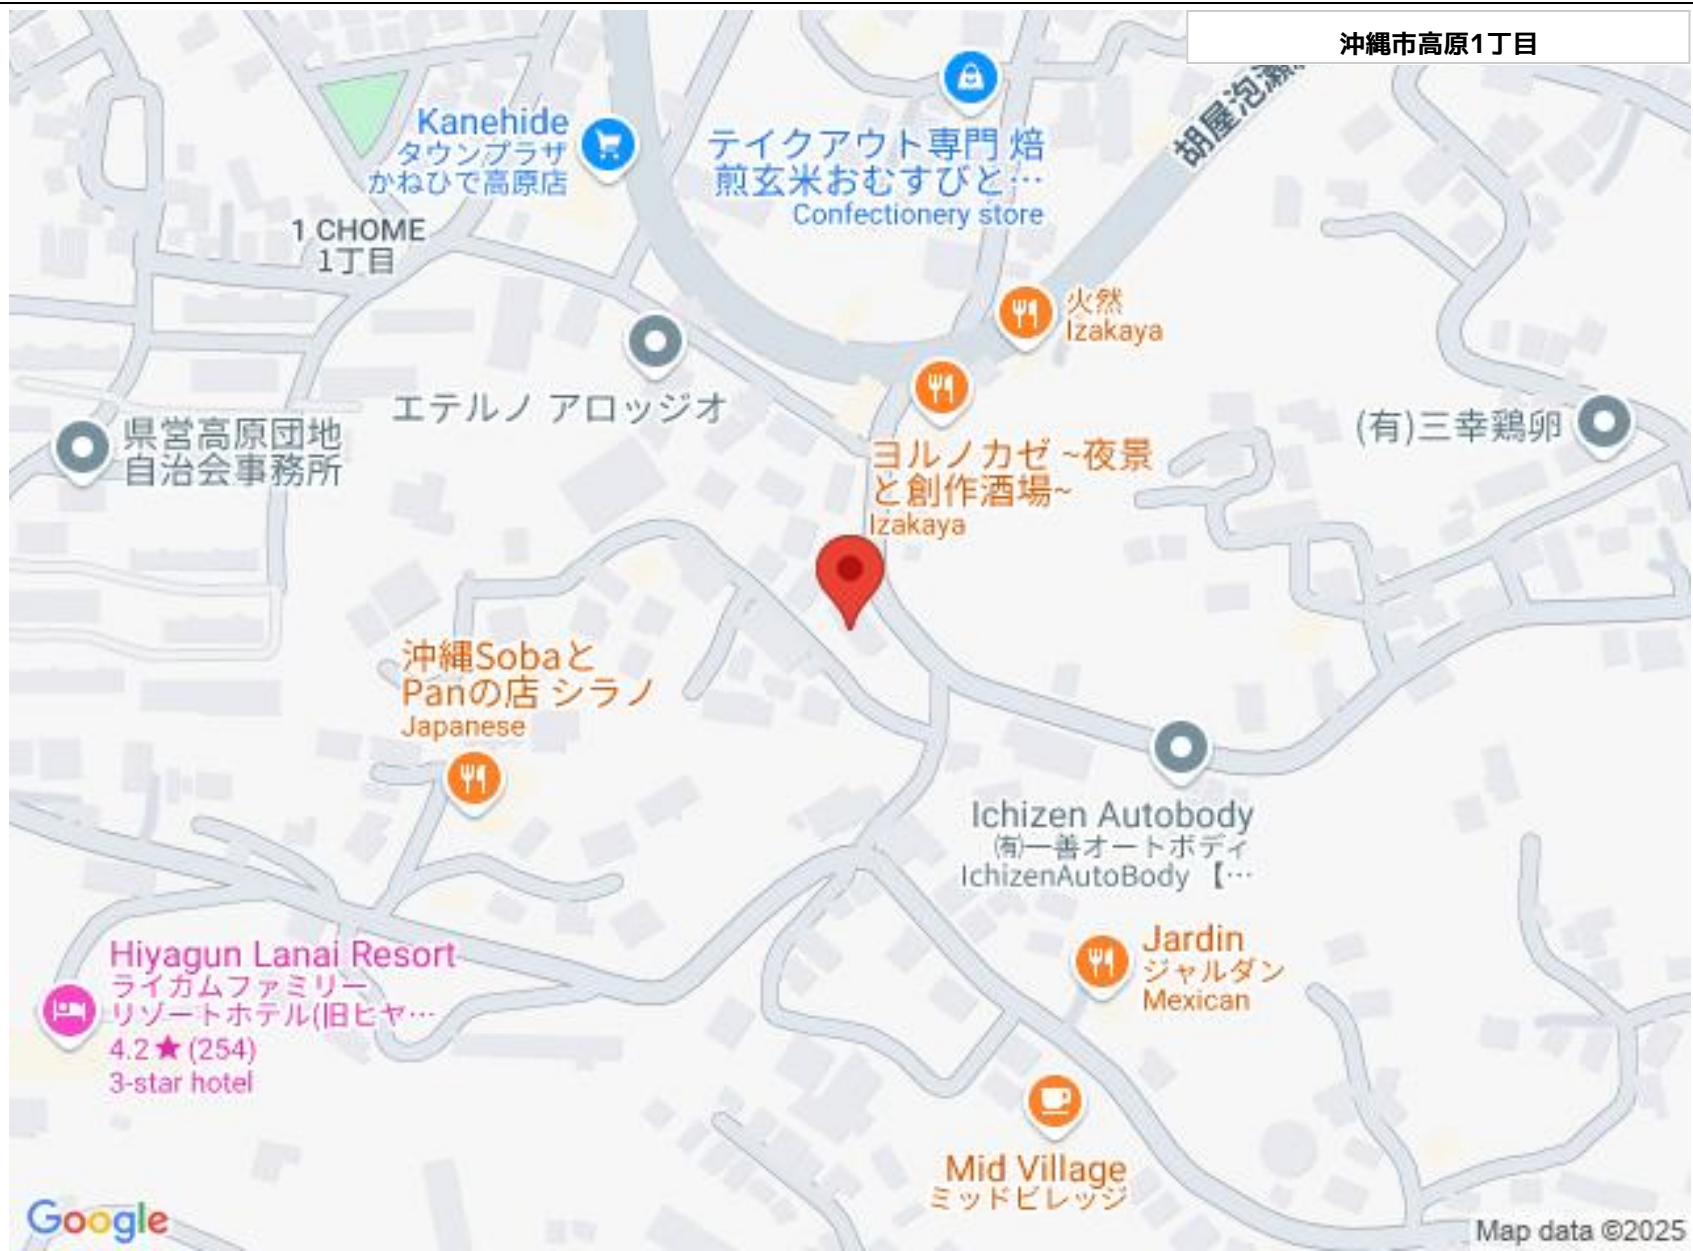 沖縄市高原1丁目
胡屋泡瀬
Kanehide
タウンプラザ
かねひで高原店
テイクアウト専門 焙
煎玄米おむすびと…
Confectionery store
1 CHOME
1丁目
火然
Izakaya
エテルノ アロッジオ
県営高原団地
自治会事務所
ヨルノカゼ ~夜景
と創作酒場~
Izakaya
(有)三幸鶏卵
沖縄Sobaと
Panの店 シラノ
Japanese
Ichizen Autobody
㈲一善オートボディ
IchizenAutoBody 【…
Hiyagun Lanai Resort
ライカムファミリー
リゾートホテル(旧ヒヤ…
4.2★(254)
3-star hotel
Jardin
ジャルダン
Mexican
Mid Village
ミッドビレッジ
Google
Map data ©2025